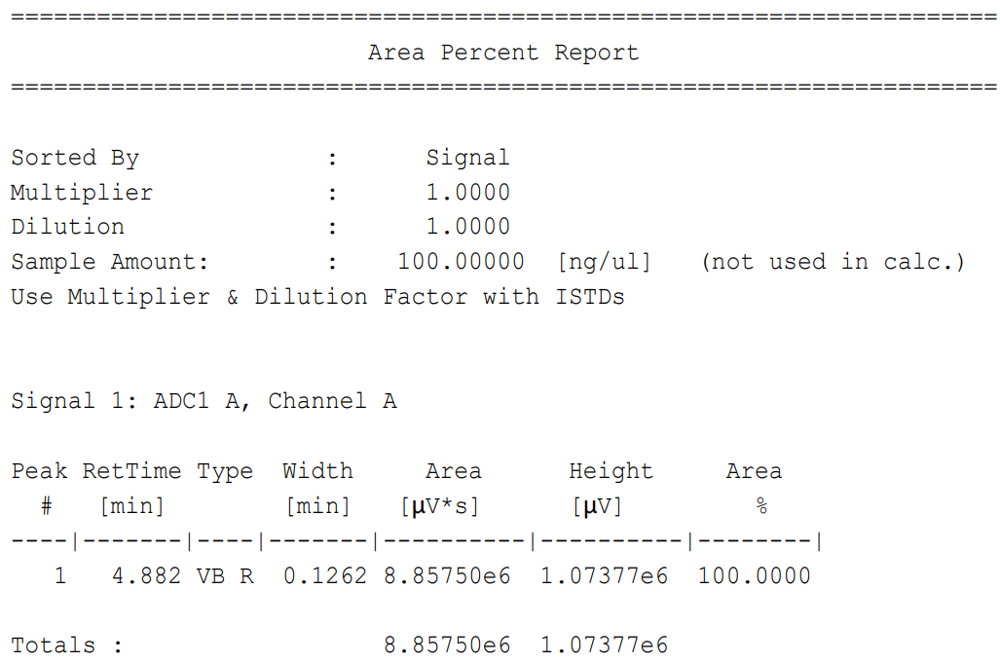 =====================================================================
Area Percent Report
=====================================================================
Sorted By : Signal
Multiplier : 1.0000
Dilution : 1.0000
Sample Amount: : 100.00000 [ng/ul] (not used in calc.)
Use Multiplier & Dilution Factor with ISTDs
Signal 1: ADC1 A, Channel A
Peak RetTime Type Width Area Height Area
# [min] [min] [µV*s] [µV] %
----|-------|----|-------|----------|----------|--------|
1 4.882 VB R 0.1262 8.85750e6 1.07377e6 100.0000
Totals : 8.85750e6 1.07377e6